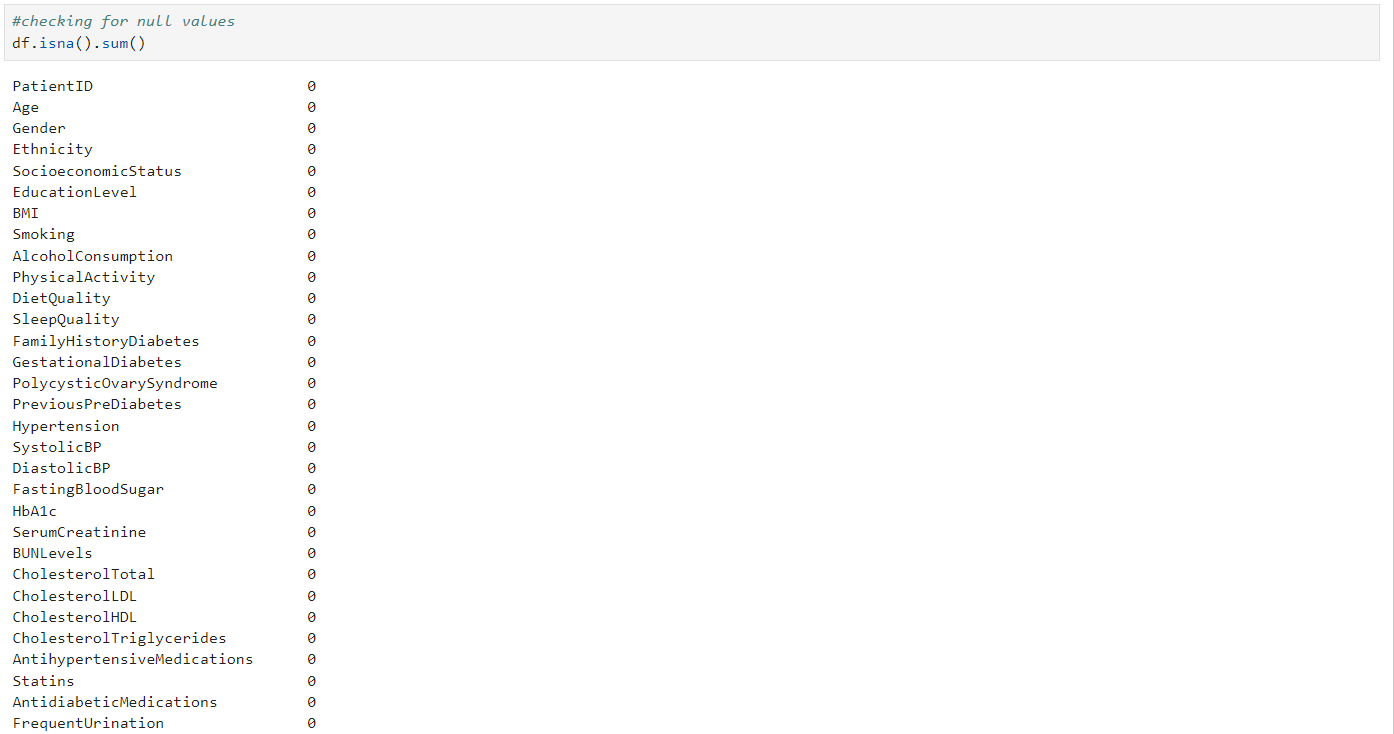 #checking for null values
df.isna().sum()
PatientID 0
Age 0
Gender 0
Ethnicity 0
SocioeconomicStatus 0
EducationLevel 0
BMI 0
Smoking 0
AlcoholConsumption 0
PhysicalActivity 0
DietQuality 0
SleepQuality 0
FamilyHistoryDiabetes 0
GestationalDiabetes 0
PolycysticOvarySyndrome 0
PreviousPreDiabetes 0
Hypertension 0
SystolicBP 0
DiastolicBP 0
FastingBloodSugar 0
HbA1c 0
SerumCreatinine 0
BUNLevels 0
CholesterolTotal 0
CholesterolLDL 0
CholesterolHDL 0
CholesterolTriglycerides 0
AntihypertensiveMedications 0
Statins 0
AntidiabeticMedications 0
FrequentUrination 0